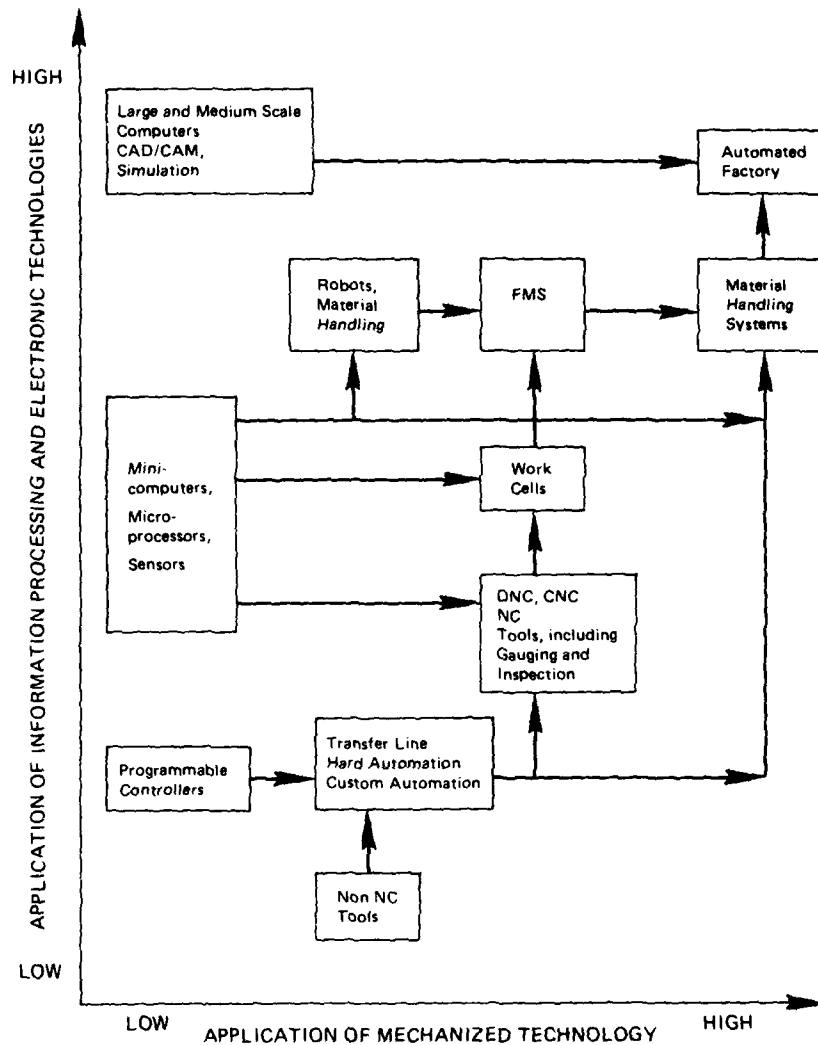 HIGH
APPLICATION OF INFORMATION PROCESSING AND ELECTRONIC TECHNOLOGIES
LOW
Large and Medium Scale
Computers
CAD/CAM,
Simulation
Automated
Factory
Robots,
Material
Handling
FMS
Material
Handling
Systems
Mini-
computers,
Micro-
processors,
Sensors
Work
Cells
DNC, CNC
NC
Tools, including
Gauging and
Inspection
Programmable
Controllers
Transfer Line
Hard Automation
Custom Automation
Non NC
Tools
LOW
APPLICATION OF MECHANIZED TECHNOLOGY
HIGH